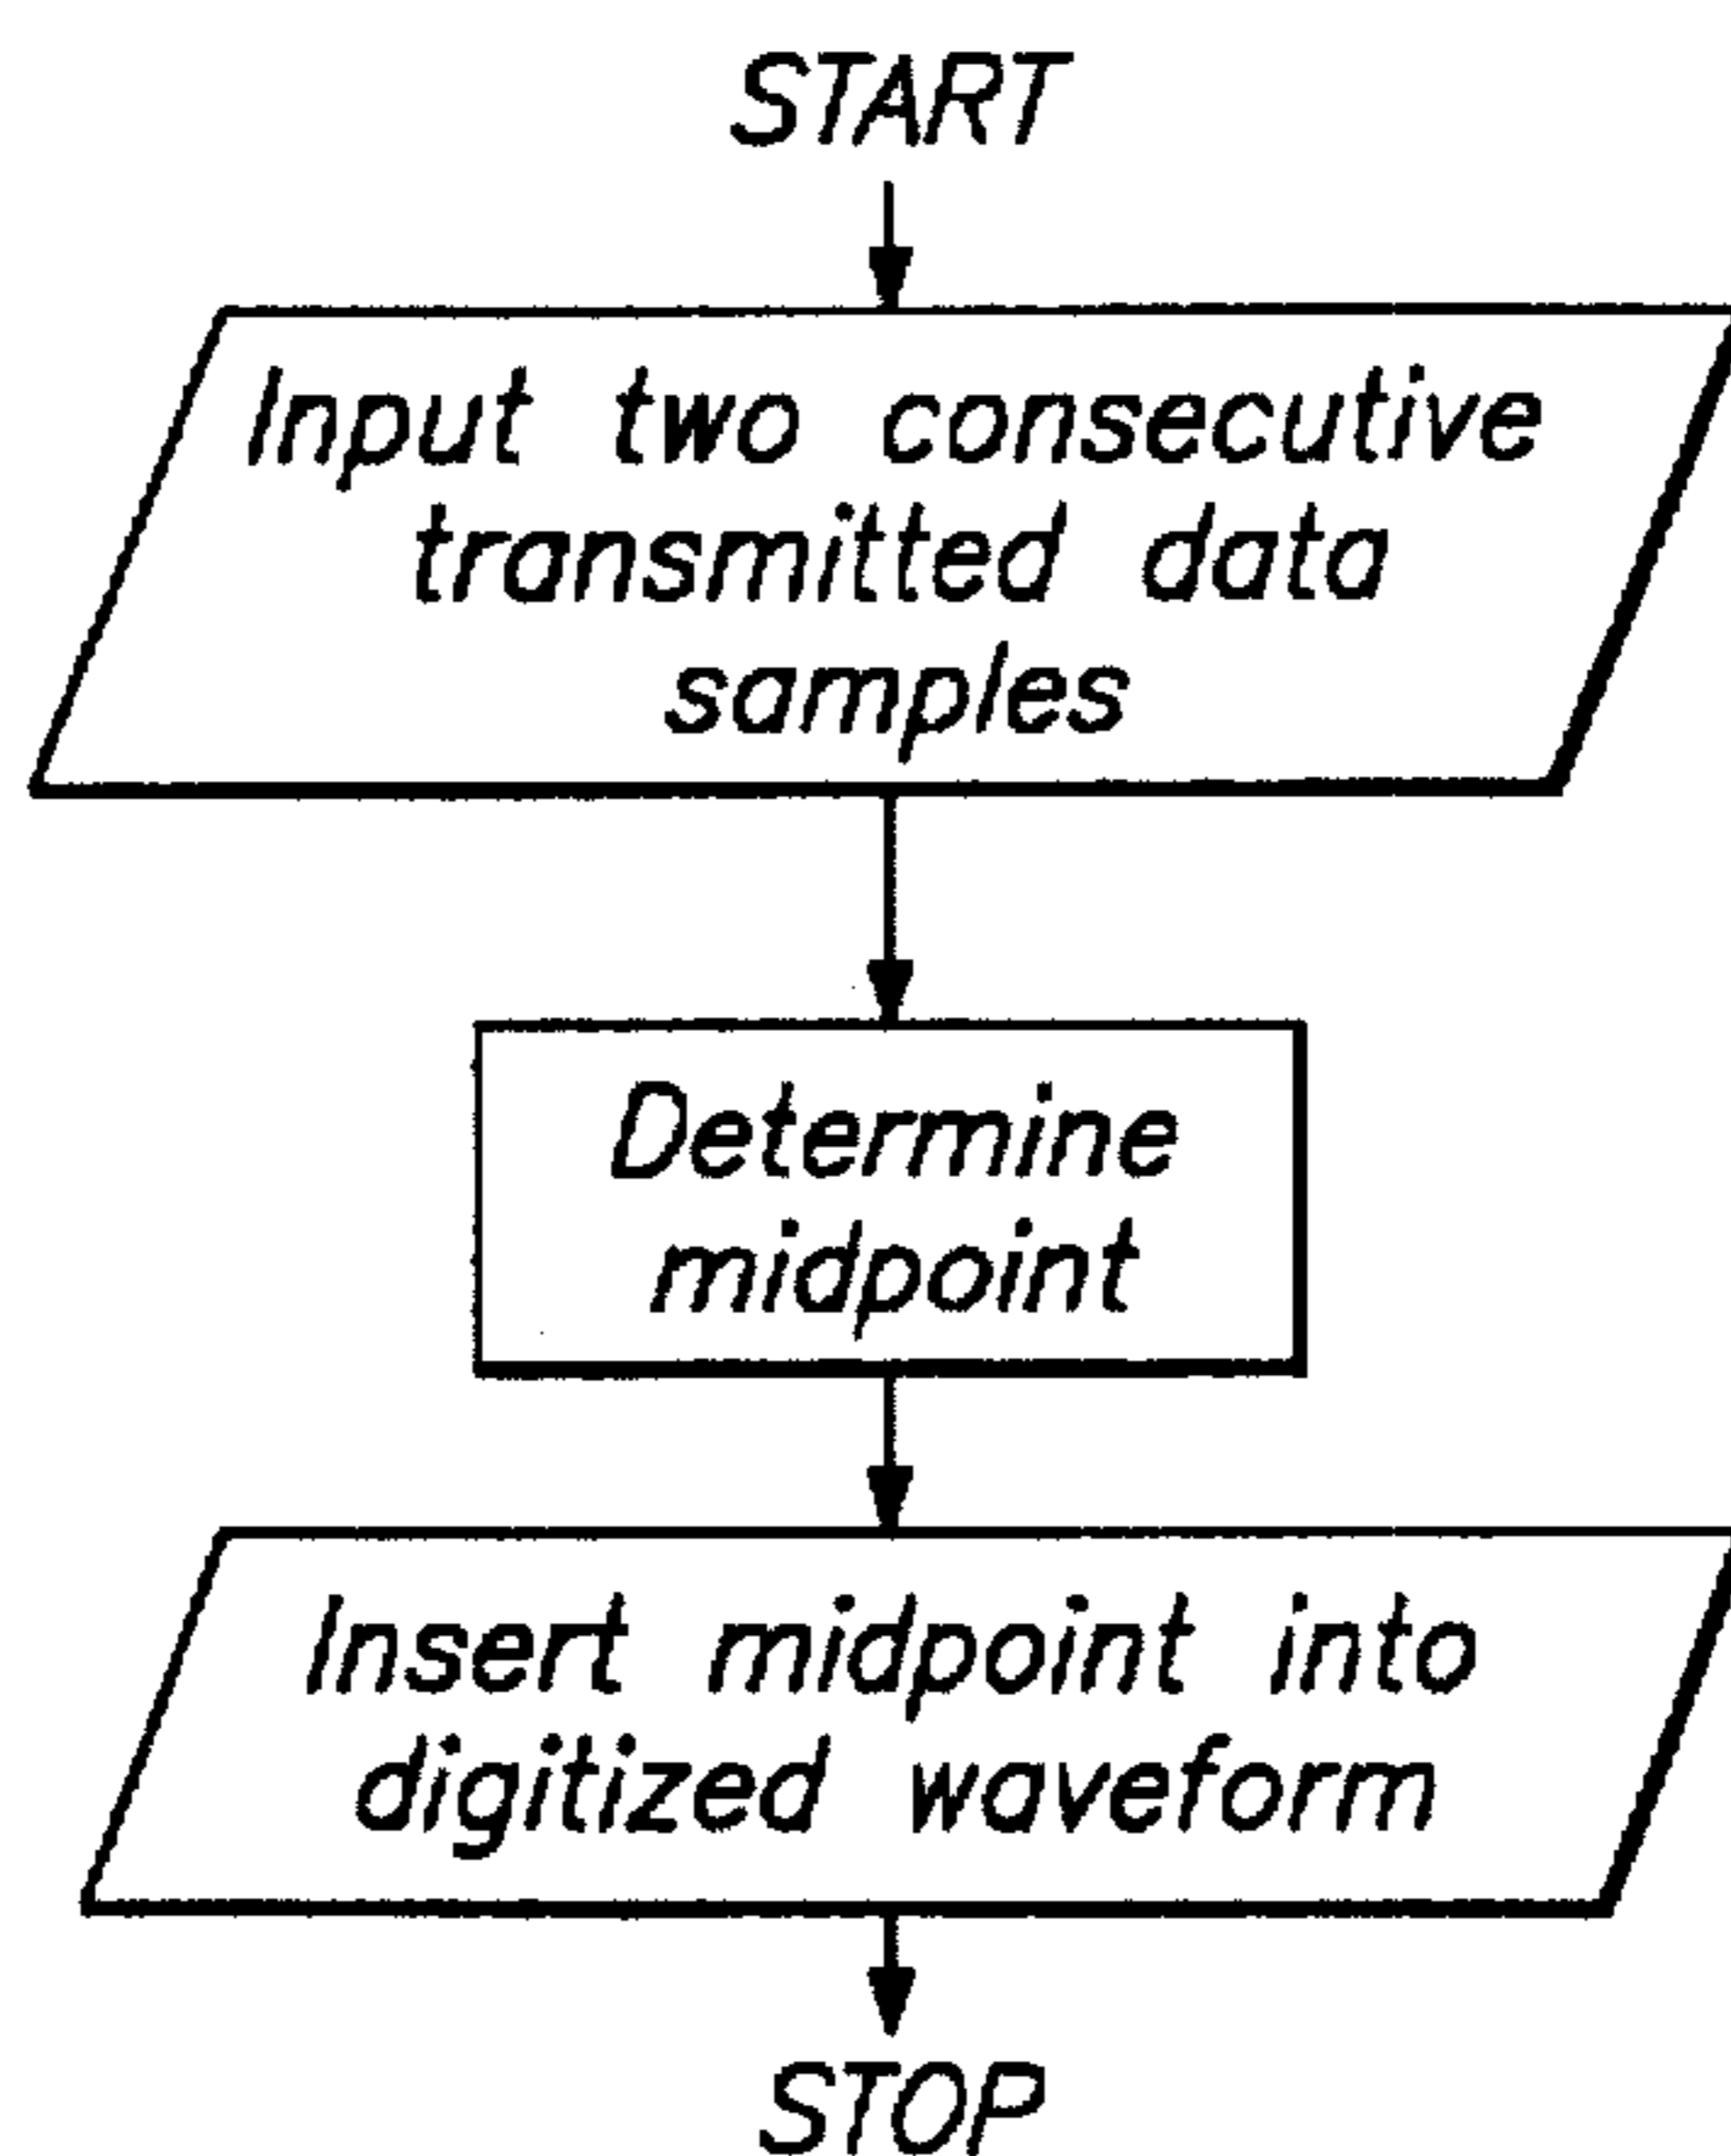 START
Input two consecutive
transmitted data
samples
Determine
midpoint
Insert midpoint into
digitized waveform
STOP